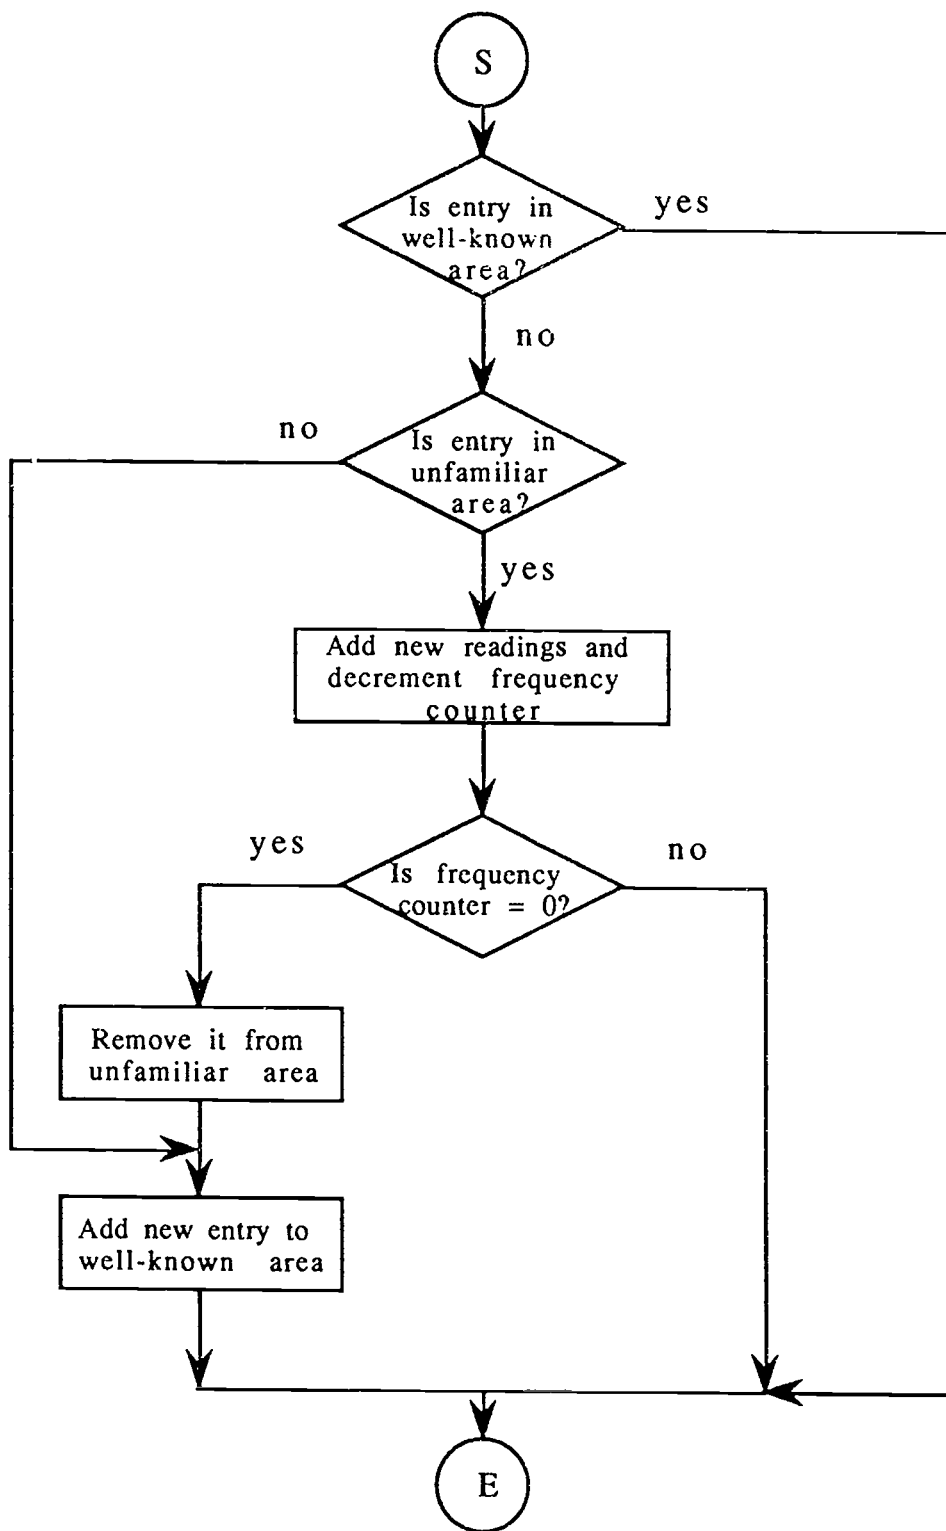 S
Is entry in
well-known
area?
yes
no
no
Is entry in
unfamiliar
area?
yes
Add new readings and
decrement frequency
counter
yes
no
Is frequency
counter = 0?
Remove it from
unfamiliar area
Add new entry to
well-known area
E